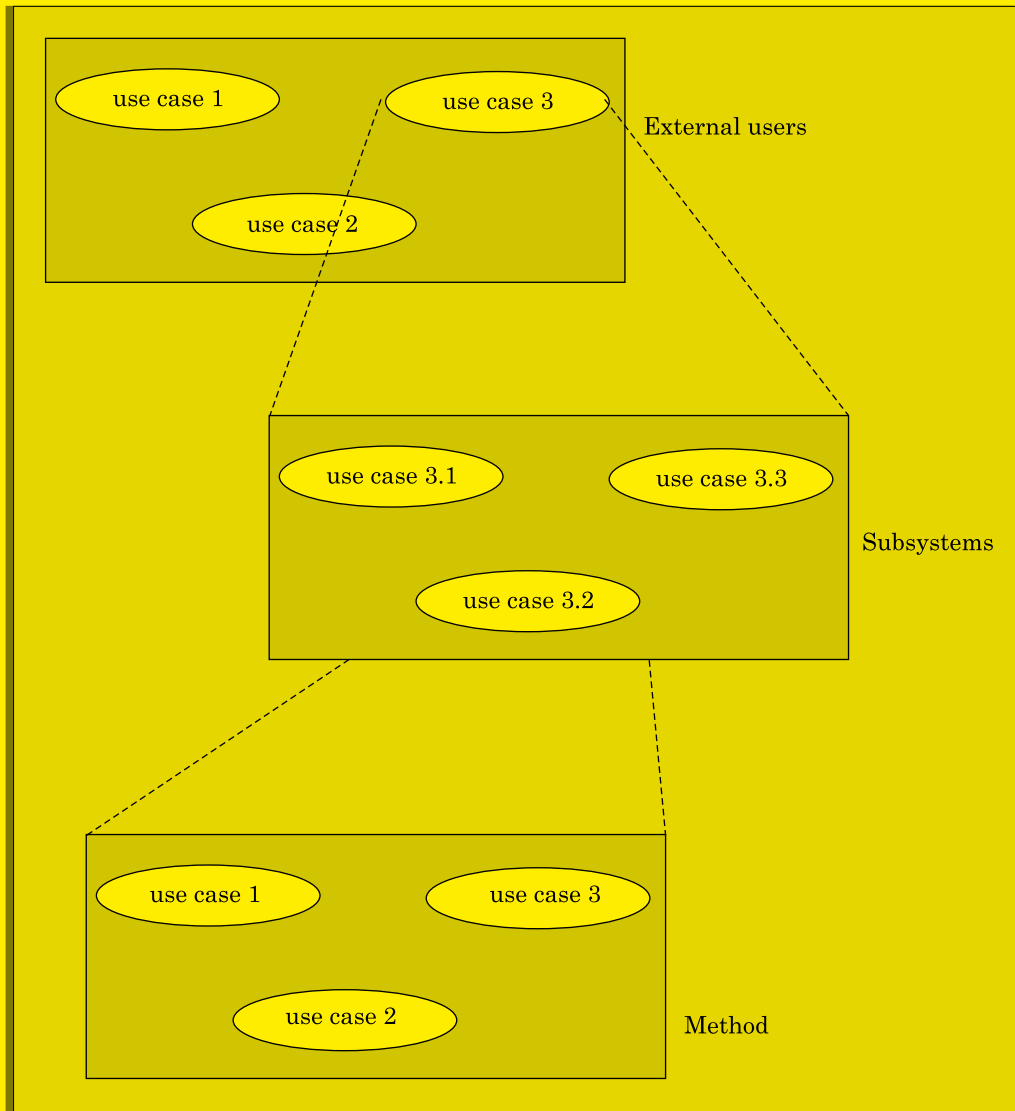 use case 1
use case 3
External users
use case 2
use case 3.1
use case 3.3
Subsystems
use case 3.2
use case 1
use case 3
use case 2
Method